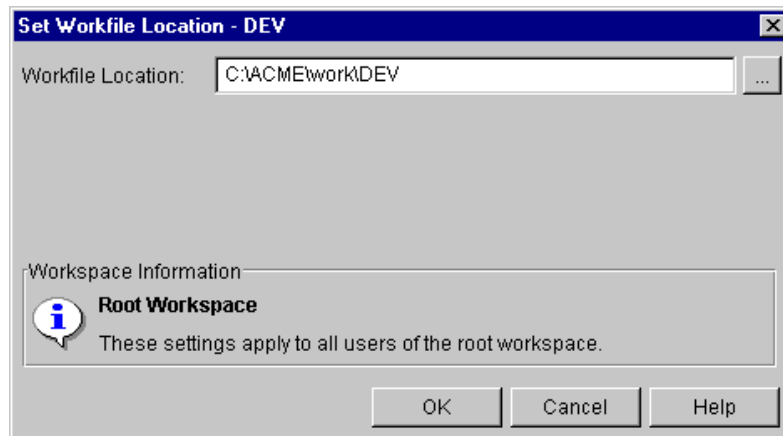 Set Workfile Location - DEV
Workfile Location: C:\ACME\work\DEV ...
Workspace Information
Root Workspace
These settings apply to all users of the root workspace.
OK Cancel Help